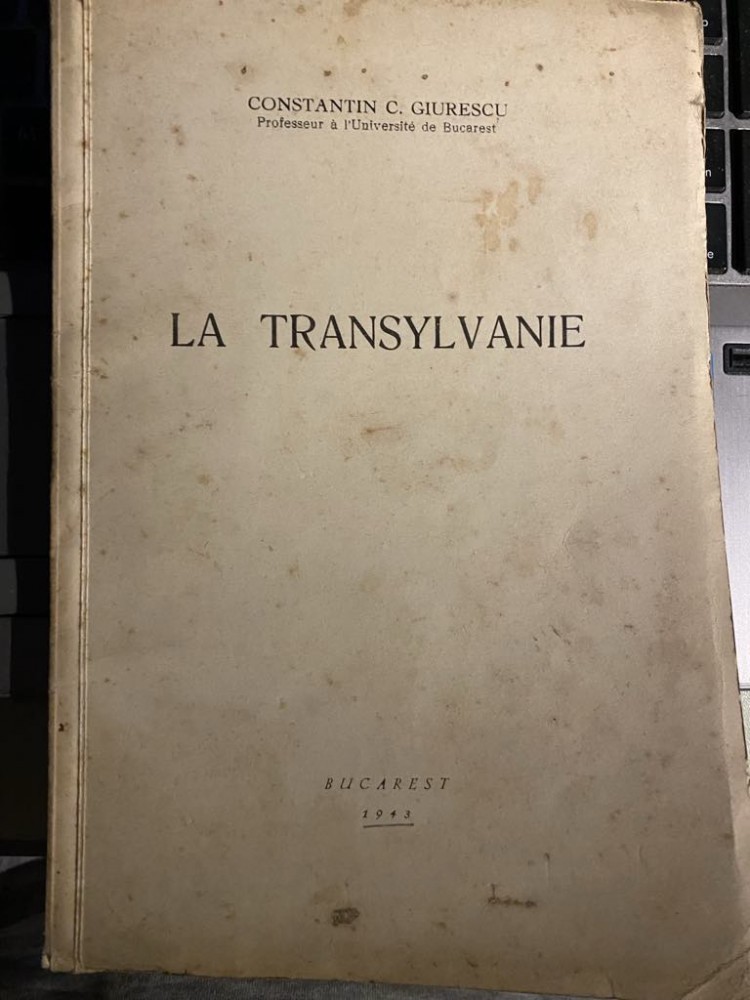 CONSTANTIN C. GIURESCU
Professeur à l'Université de Bucarest
LA TRANSYLVANIE
BUCAREST
1943